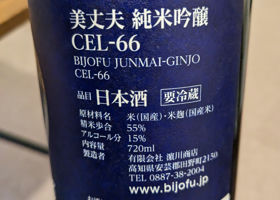 美丈夫 純米吟醸
CEL-66
BIJOFU JUNMAI-GINJO
CEL-66
品目 日本酒 要冷蔵
原材料名 米(国産)・米麹(国産米)
精米歩合 55%
アルコール分 15%
内容量 720ml
製造者 有限会社 濵川商店
高知県安芸郡田野町2150
TEL 0887-38-2004
www.bijofu.jp